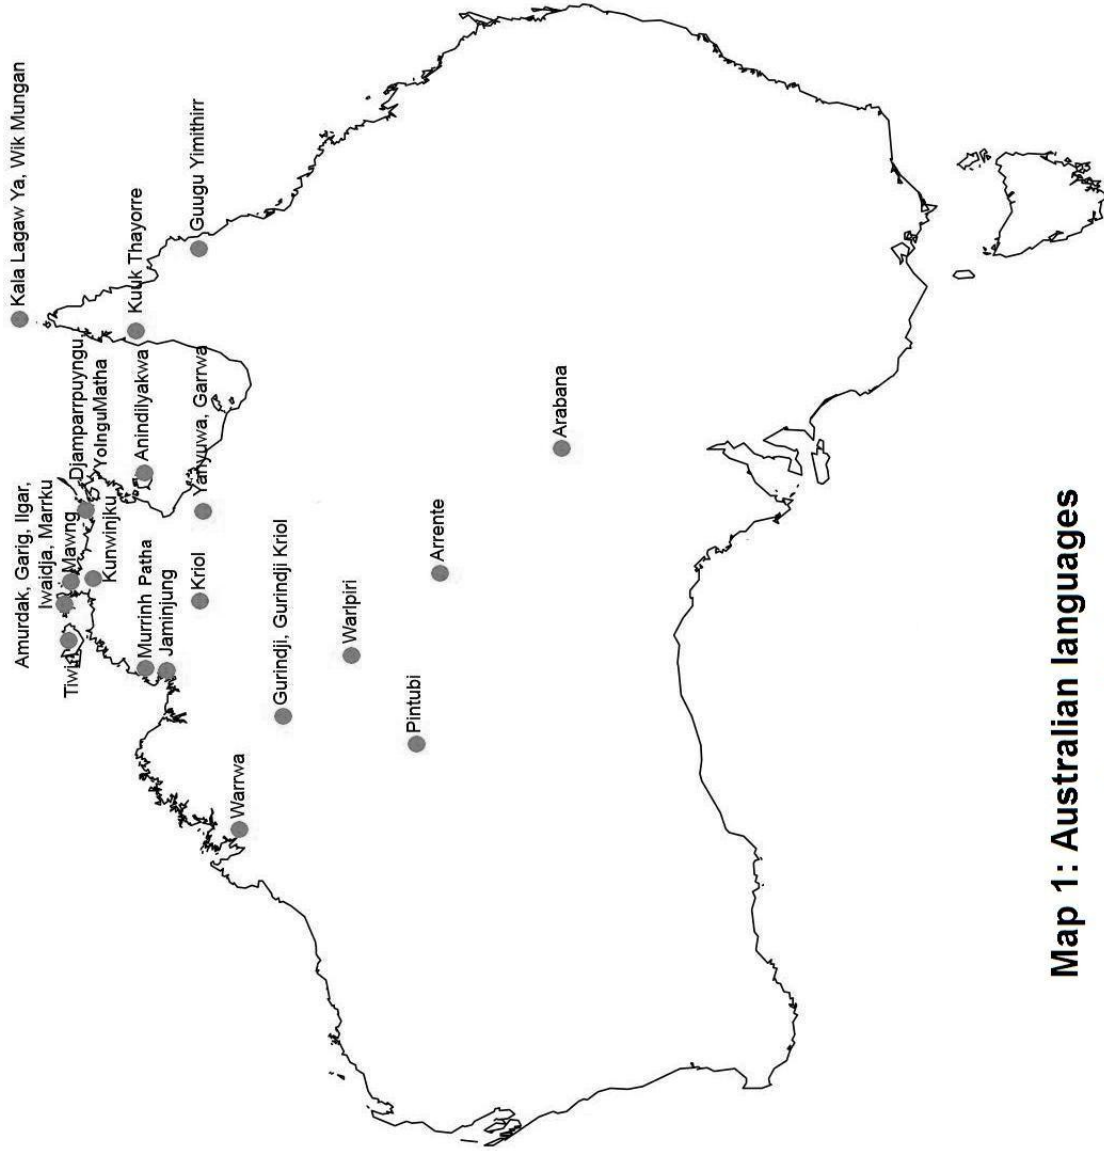 Amurdak, Garig, Ilgar,
Iwaidja, Marrku
Kala Lagaw Ya, Wik Mungan
Tiwi
Mawng
Djamparrpuyngu,
YolnguMatha
Kunwinjku
Kuuk Thayorre
Murrinh Patha
Anindilyakwa
Jaminjung
Kriol
Yanyuwa, Garrwa
Guugu Yimithirr
Warrwa
Gurindji, Gurindji Kriol
Warlpiri
Pintubi
Arrente
Arabana
Map 1: Australian languages